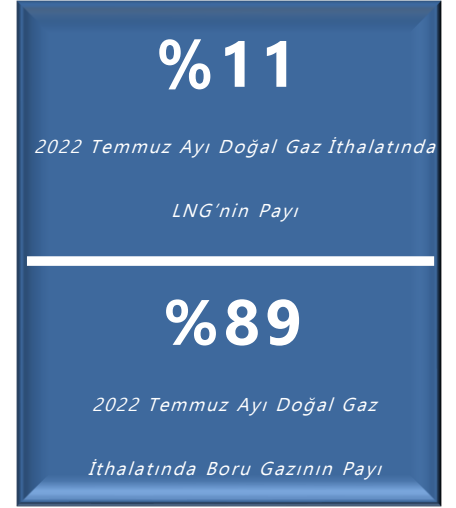 %11
2022 Temmuz Ayı Doğal Gaz İthalatında
LNG'nin Payı
%89
2022 Temmuz Ayı Doğal Gaz
İthalatında Boru Gazının Payı